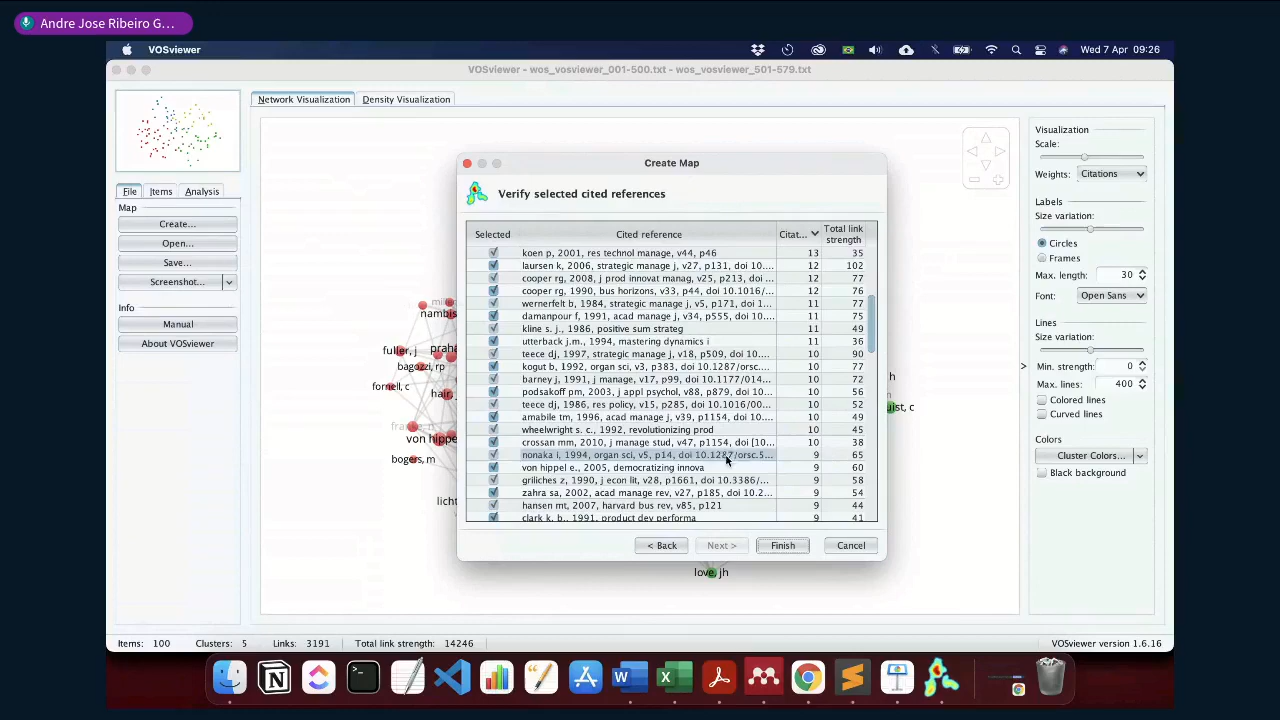 Andre Jose Ribeiro G...
VOSviewer
Wed 7 Apr 09:26
VOSviewer - wos_vosviewer_001-500.txt - wos_vosviewer_501-579.txt
Network Visualization Density Visualization
File Items Analysis
Map
Create...
Open...
Save...
Screenshot...
Info
Manual
About VOSviewer
nambis
fuller, j
prah
bagozzi, rp
fornell, c
hair,
von hippe
bogers, m
licht
h
uist, c
love, jh
Create Map
Verify selected cited references
Selected Cited reference Citat... Total link strength
koen p, 2001, res technol manage, v44, p46 13 35
laursen k, 2006, strategic manage j, v27, p131, doi 10.... 12 102
cooper rg, 2008, j prod innovat manag, v25, p213, doi ... 12 77
cooper rg, 1990, bus horizons, v33, p44, doi 10.1016/... 12 76
wernerfelt b, 1984, strategic manage j, v5, p171, doi 1... 11 77
damanpour f, 1991, acad manage j, v34, p555, doi 10.... 11 75
kline s. j., 1986, positive sum strateg 11 49
utterback j.m., 1994, mastering dynamics i 11 36
teece dj, 1997, strategic manage j, v18, p509, doi 10.... 10 90
kogut b, 1992, organ sci, v3, p383, doi 10.1287/orsc.... 10 77
barney j, 1991, j manage, v17, p99, doi 10.1177/014... 10 72
podsakoff pm, 2003, j appl psychol, v88, p879, doi 10... 10 56
teece dj, 1986, res policy, v15, p285, doi 10.1016/00... 10 52
amabile tm, 1996, acad manage j, v39, p1154, doi 10.... 10 49
wheelwright s. c., 1992, revolutionizing prod 10 45
crossan mm, 2010, j manage stud, v47, p1154, doi [10... 10 38
nonaka i, 1994, organ sci, v5, p14, doi 10.1287/orsc.5... 9 65
von hippel e., 2005, democratizing innova 9 60
griliches z, 1990, j econ lit, v28, p1661, doi 10.3386/... 9 58
zahra sa, 2002, acad manage rev, v27, p185, doi 10.2... 9 54
hansen mt, 2007, harvard bus rev, v85, p121 9 44
clark k. b., 1991, product dev performa 9 41
< Back Next > Finish Cancel
Visualization
Scale:
Weights: Citations
Labels
Size variation:
Circles
Frames
Max. length: 30
Font: Open Sans
Lines
Size variation:
>
Min. strength: 0
Max. lines: 400
Colored lines
Curved lines
Colors
Cluster Colors...
Black background
Items: 100 Clusters: 5 Links: 3191 Total link strength: 14246 VOSviewer version 1.6.16